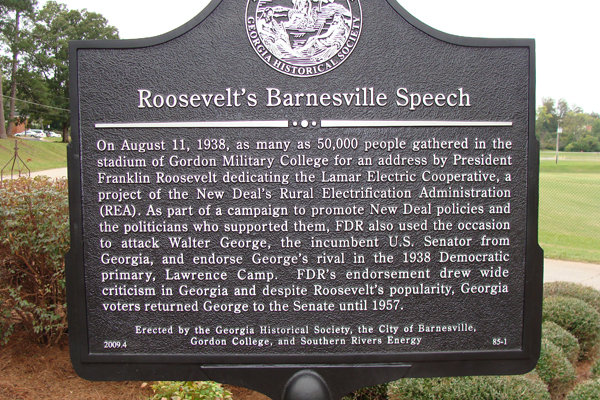 GEORGIA HISTORICAL SOCIETY
Roosevelt's Barnesville Speech
On August 11, 1938, as many as 50,000 people gathered in the
stadium of Gordon Military College for an address by President
Franklin Roosevelt dedicating the Lamar Electric Cooperative, a
project of the New Deal's Rural Electrification Administration
(REA). As part of a campaign to promote New Deal policies and
the politicians who supported them, FDR also used the occasion
to attack Walter George, the incumbent U.S. Senator from
Georgia, and endorse George's rival in the 1938 Democratic
primary, Lawrence Camp. FDR's endorsement drew wide
criticism in Georgia and despite Roosevelt's popularity, Georgia
voters returned George to the Senate until 1957.
Erected by the Georgia Historical Society, the City of Barnesville,
2009.4 Gordon College, and Southern Rivers Energy 85-1